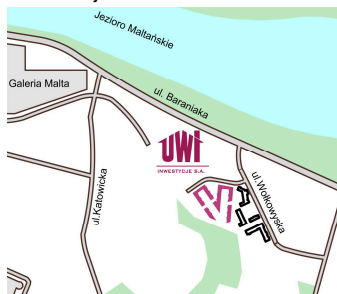 Jezioro Maltańskie
Galeria Malta
ul. Baraniaka
UWI
INWESTYCJE S.A.
ul.Katowicka
ul.Wołkowyska